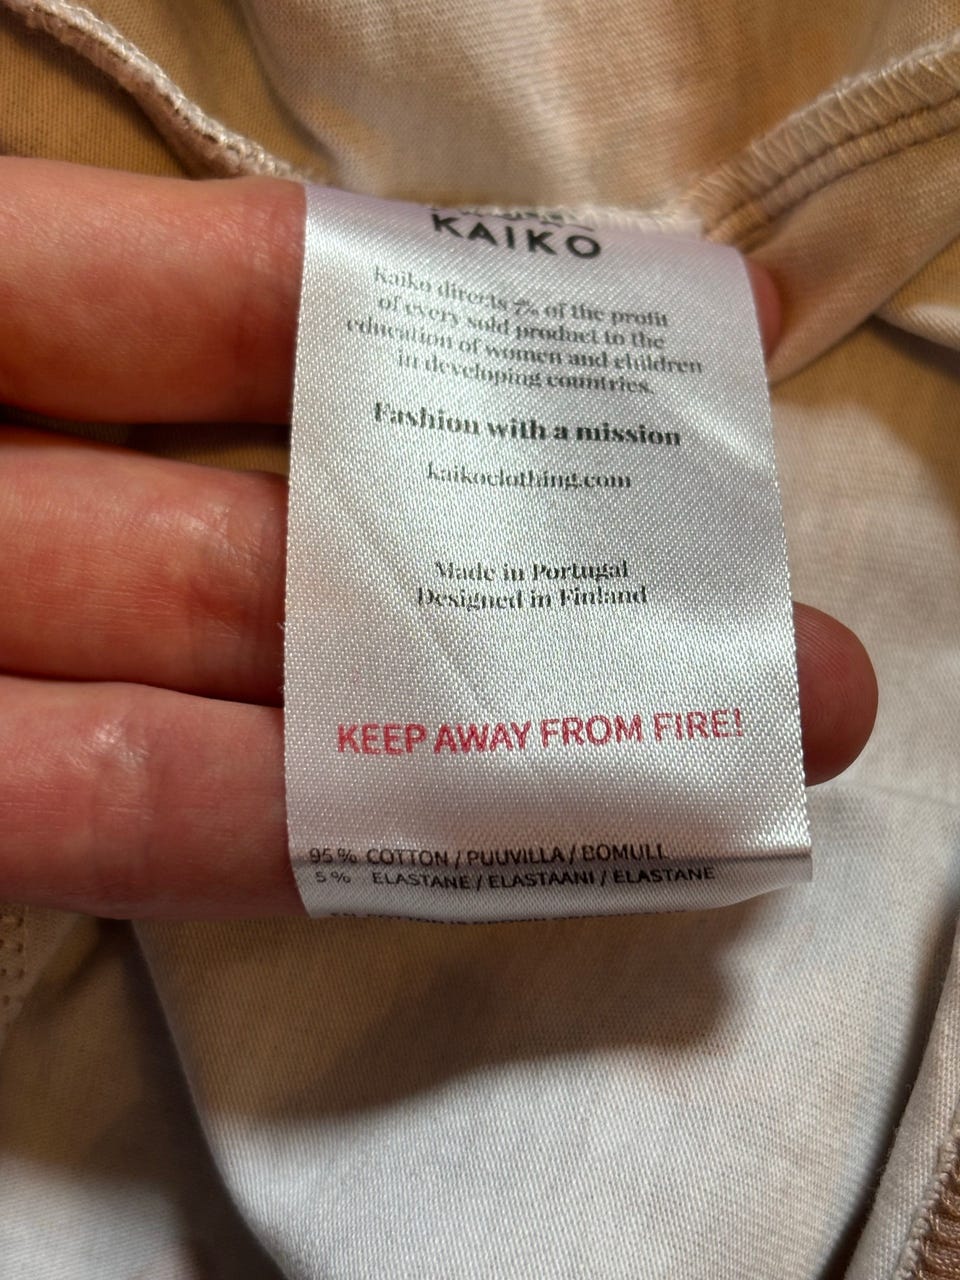 KAIKO
Kaiko directs 7% of the profit
of every sold product to the
education of women and children
in developing countries.
Fashion with a mission
kaikoclothing.com
Made in Portugal
Designed in Finland
KEEP AWAY FROM FIRE!
95 % COTTON / PUUVILLA / BOMULL
5 % ELASTANE / ELASTAANI / ELASTANE